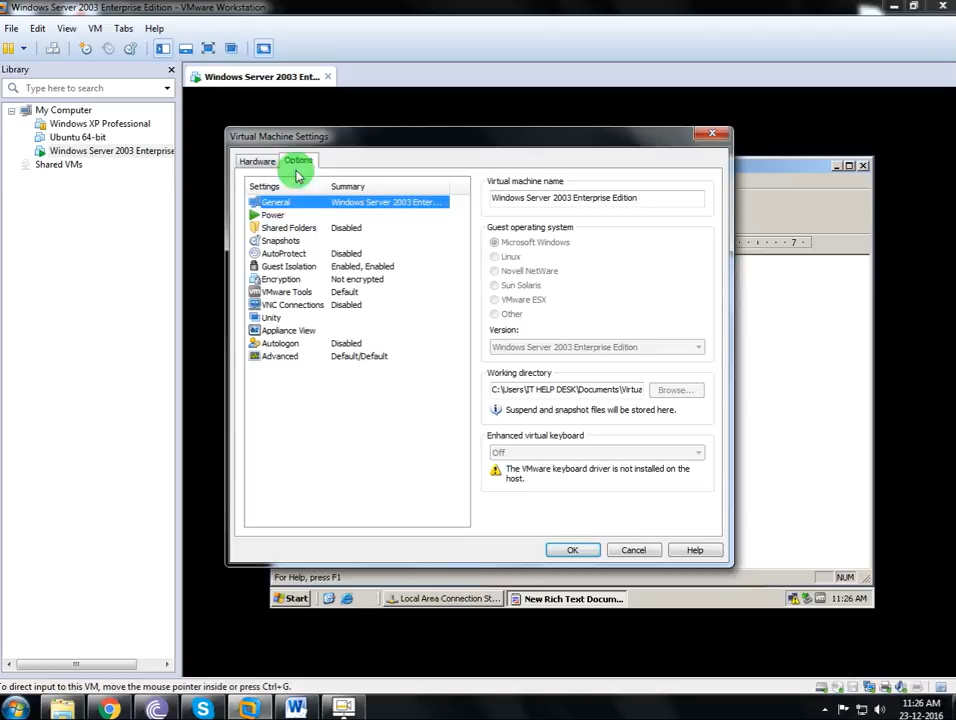 Windows Server 2003 Enterprise Edition - VMware Workstation
File Edit View VM Tabs Help
Library
Type here to search
My Computer
Windows XP Professional
Ubuntu 64-bit
Windows Server 2003 Enterprise
Shared VMs
Windows Server 2003 Ent...
Virtual Machine Settings
Hardware Options
Settings Summary
General Windows Server 2003 Enter...
Power
Shared Folders Disabled
Snapshots
AutoProtect Disabled
Guest Isolation Enabled, Enabled
Encryption Not encrypted
VMware Tools Default
VNC Connections Disabled
Unity
Appliance View
Autologon Disabled
Advanced Default/Default
Virtual machine name
Windows Server 2003 Enterprise Edition
Guest operating system
Microsoft Windows
Linux
Novell NetWare
Sun Solaris
VMware ESX
Other
Version:
Windows Server 2003 Enterprise Edition
Working directory
C:\Users\IT HELP DESK\Documents\Virtua
Browse...
Suspend and snapshot files will be stored here.
Enhanced virtual keyboard
Off
The VMware keyboard driver is not installed on the
host.
OK Cancel Help
7
For Help, press F1
NUM
Start
Local Area Connection St...
New Rich Text Docum...
11:26 AM
To direct input to this VM, move the mouse pointer inside or press Ctrl+G.
11:26 AM
23-12-2016